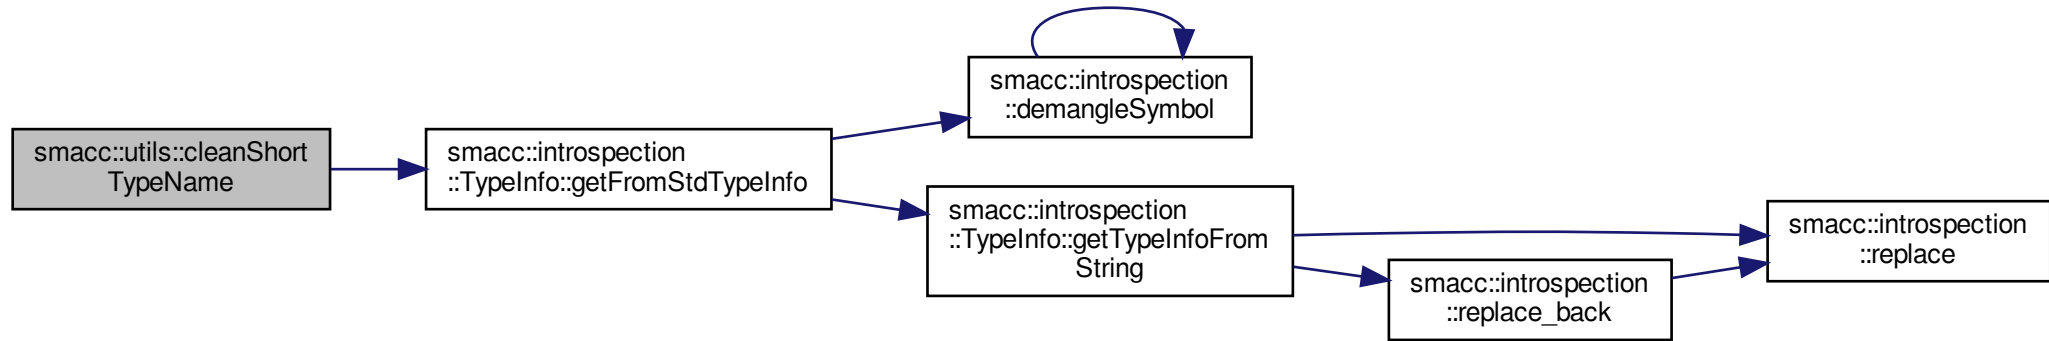 smacc::utils::cleanShort
TypeName
smacc::introspection
::TypeInfo::getFromStdTypeInfo
smacc::introspection
::demangleSymbol
smacc::introspection
::TypeInfo::getTypeInfoFrom
String
smacc::introspection
::replace_back
smacc::introspection
::replace